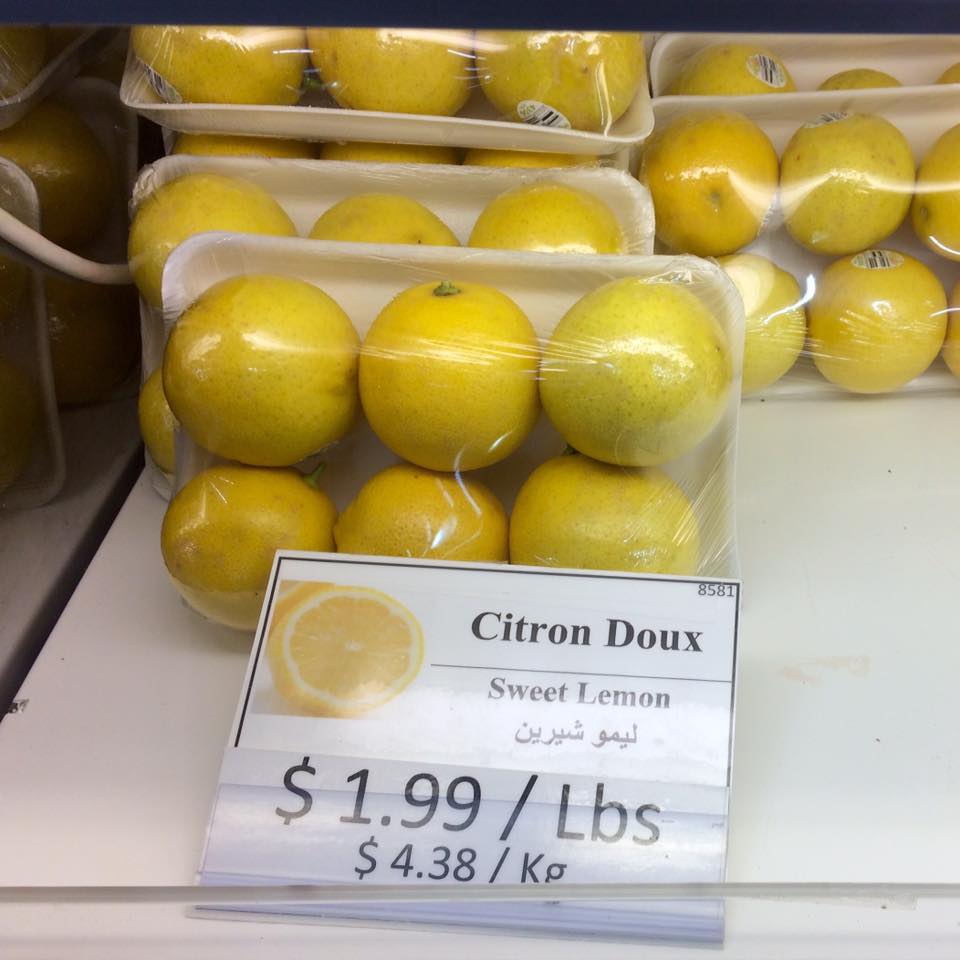 8581
Citron Doux
Sweet Lemon
ليمو شيرين
$ 1.99 / Lbs
$ 4.38 / Kg